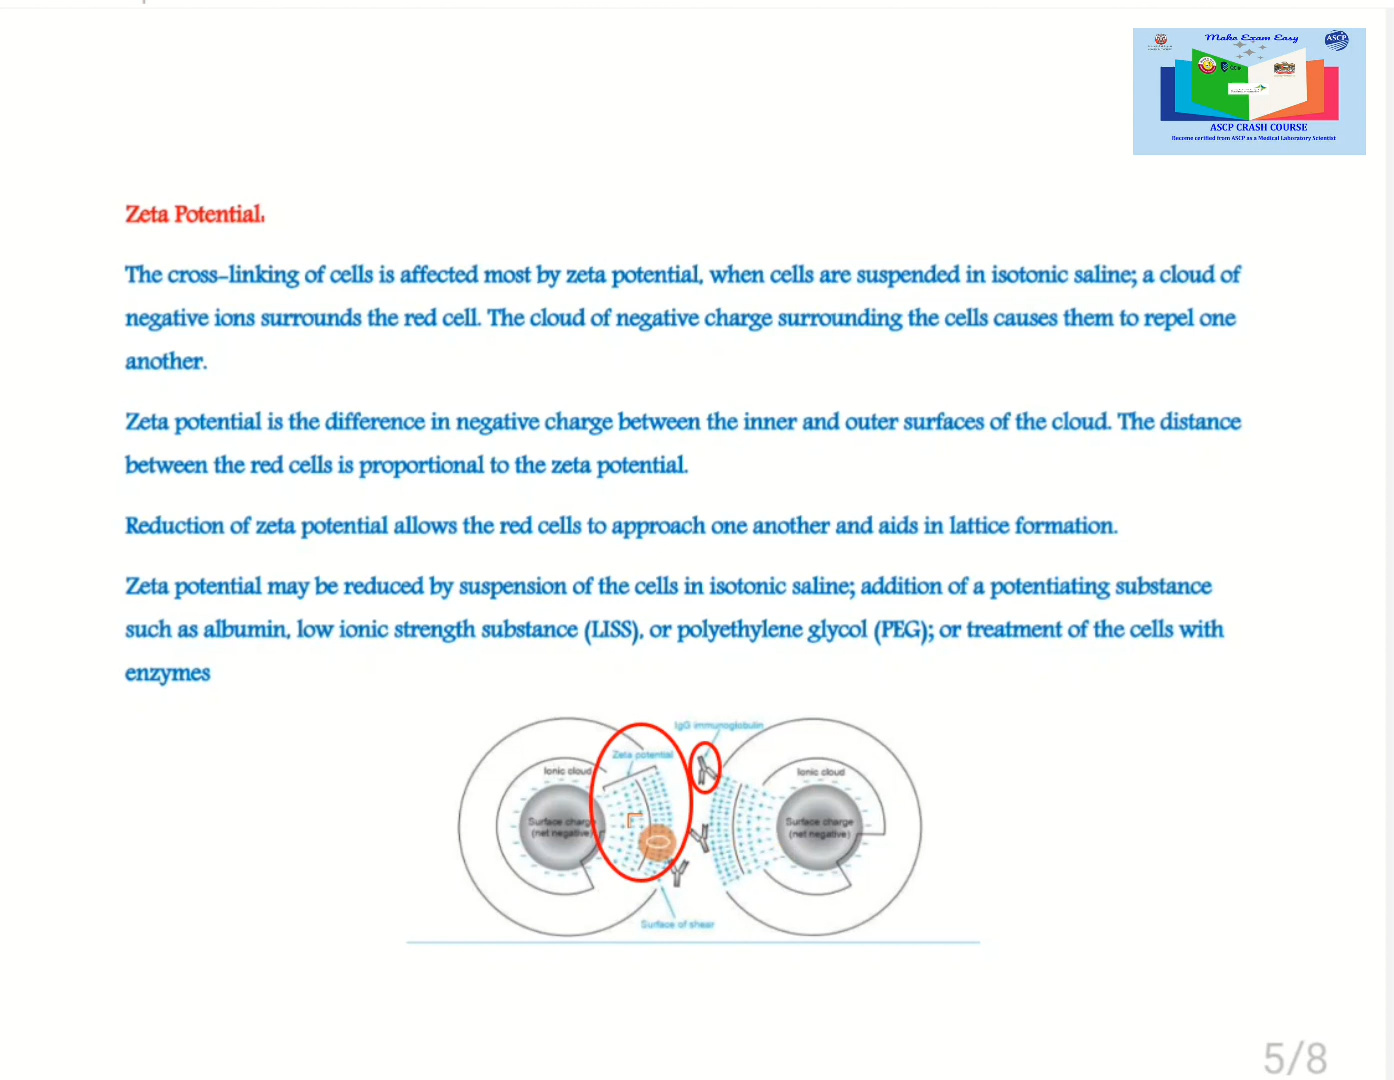 Make Exam Easy
ASCP
ASCP CRASH COURSE
Become cerified from ASCP as a Medical Laboratory Scientist
Zeta Potential:
The cross-linking of cells is affected most by zeta potential, when cells are suspended in isotonic saline; a cloud of
negative ions surrounds the red cell. The cloud of negative charge surrounding the cells causes them to repel one
another.
Zeta potential is the difference in negative charge between the inner and outer surfaces of the cloud. The distance
between the red cells is proportional to the zeta potential.
Reduction of zeta potential allows the red cells to approach one another and aids in lattice formation.
Zeta potential may be reduced by suspension of the cells in isotonic saline; addition of a potentiating substance
such as albumin, low ionic strength substance (LISS), or polyethylene glycol (PEG); or treatment of the cells with
enzymes
IgG immunoglobulin
Zeta potential
Ionic cloud
Ionic cloud
Surface charge
(net negative)
Surface charge
(net negative)
Surface of shear
5/8